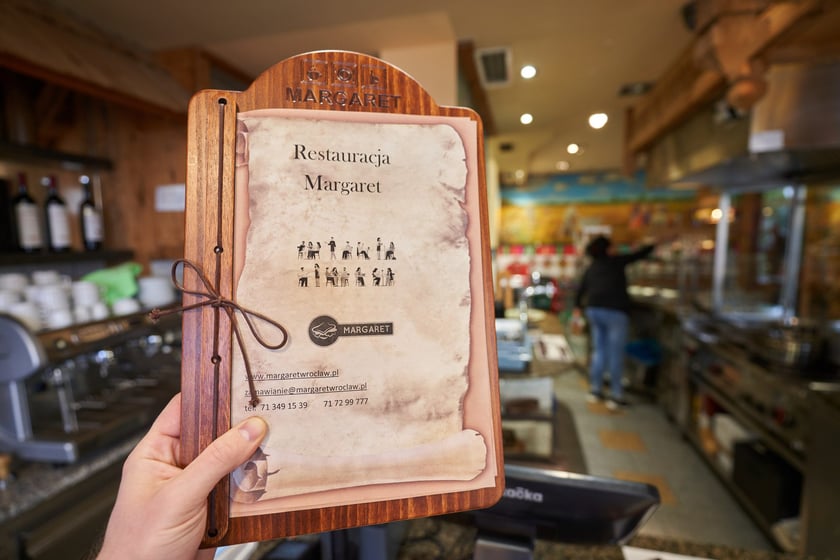 MARGARET
Restauracja
Margaret
MARGARET
www.margaretwroclaw.pl
zamawianie@margaretwroclaw.pl
tel: 71 349 15 39 71 72 99 777